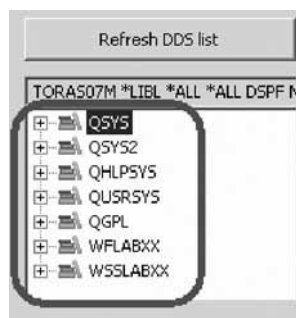 Refresh DDS list
TORAS07M *LIBL *ALL *ALL DSPF
QSYS
QSYS2
QHLPSYS
QUSRSYS
QGPL
WFLABXX
WSSLABXX